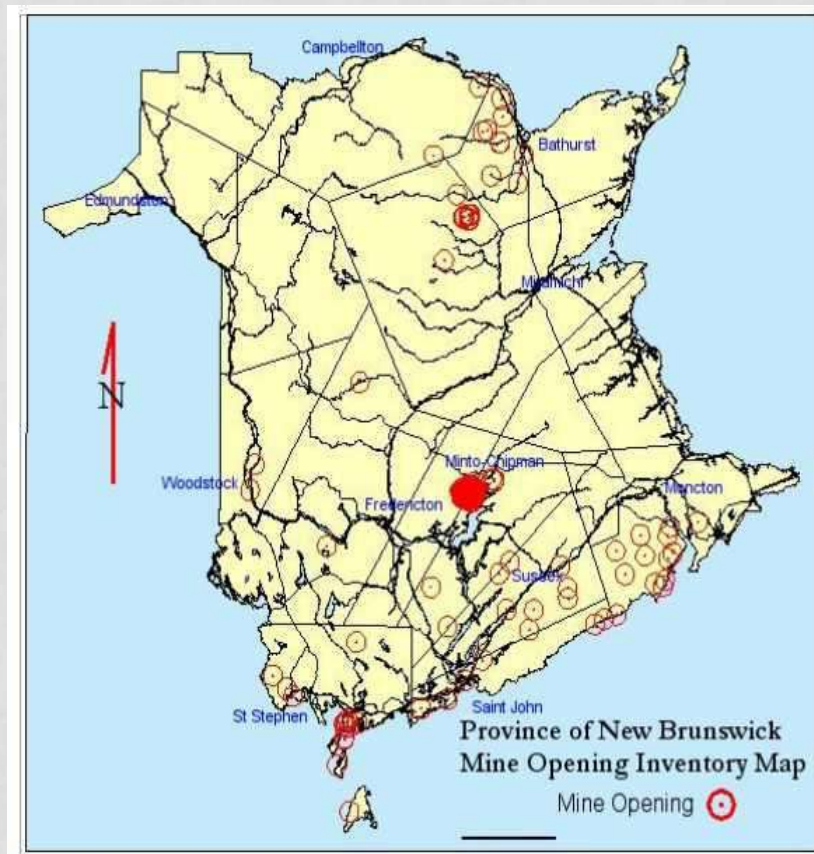 Campbellton
Bathurst
Edmundston
Miramichi
N
Minto-Chipman
Woodstock
Fredericton
Moncton
Sussex
St Stephen
Saint John
Province of New Brunswick
Mine Opening Inventory Map
Mine Opening